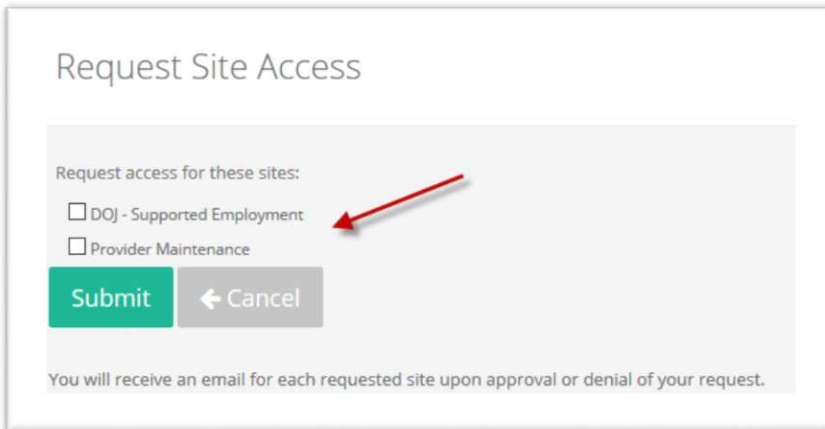 Request Site Access
Request access for these sites:
DOJ - Supported Employment
Provider Maintenance
Submit Cancel
You will receive an email for each requested site upon approval or denial of your request.